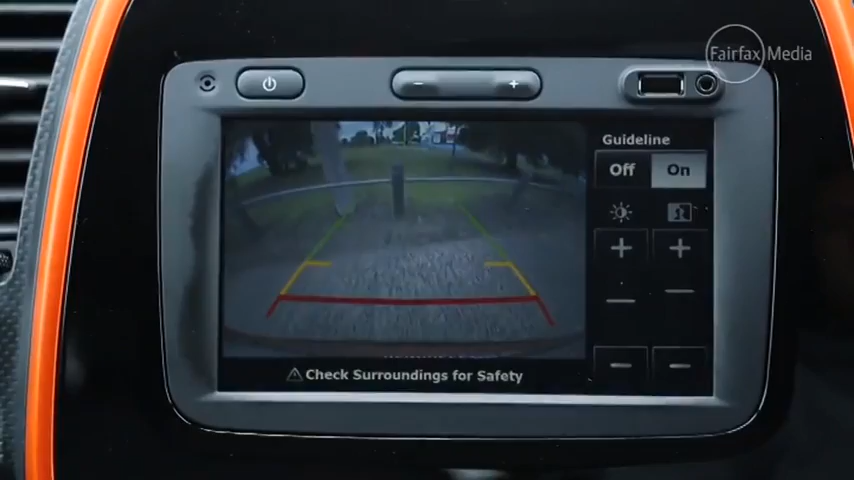 Fairfax Media
- +
Guideline
Off On
+ +
- -
Check Surroundings for Safety